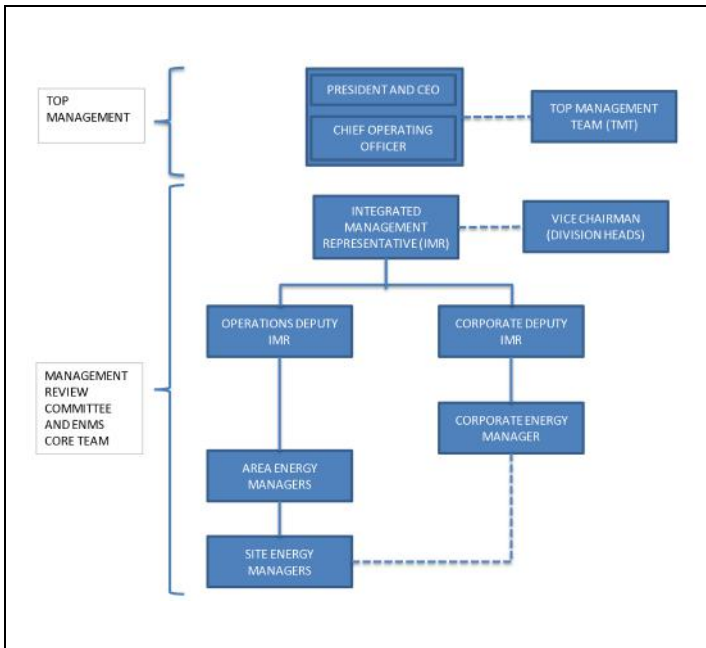 TOP
MANAGEMENT
PRESIDENT AND CEO
CHIEF OPERATING
OFFICER
TOP MANAGEMENT
TEAM (TMT)
MANAGEMENT
REVIEW
COMMITTEE
AND ENMS
CORE TEAM
INTEGRATED
MANAGEMENT
REPRESENTATIVE (IMR)
VICE CHAIRMAN
(DIVISION HEADS)
OPERATIONS DEPUTY
IMR
CORPORATE DEPUTY
IMR
CORPORATE ENERGY
MANAGER
AREA ENERGY
MANAGERS
SITE ENERGY
MANAGERS